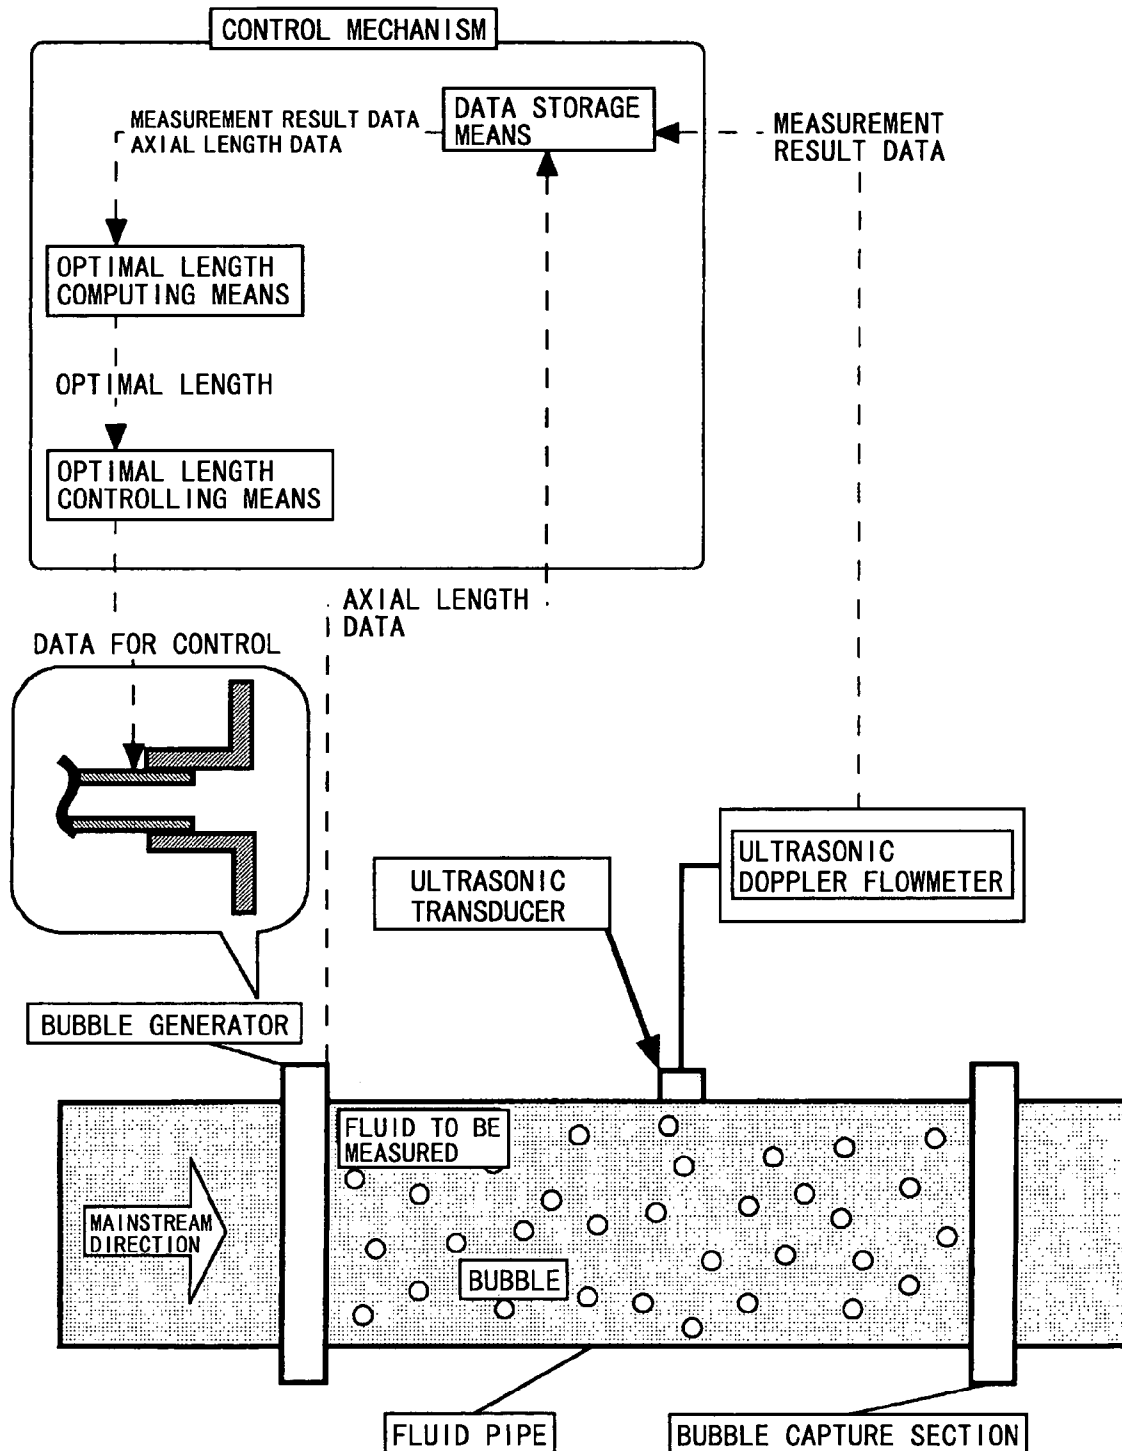 CONTROL MECHANISM
DATA STORAGE
MEANS
MEASUREMENT RESULT DATA
AXIAL LENGTH DATA
MEASUREMENT
RESULT DATA
OPTIMAL LENGTH
COMPUTING MEANS
OPTIMAL LENGTH
OPTIMAL LENGTH
CONTROLLING MEANS
AXIAL LENGTH
DATA
DATA FOR CONTROL
ULTRASONIC
DOPPLER FLOWMETER
ULTRASONIC
TRANSDUCER
BUBBLE GENERATOR
FLUID TO BE
MEASURED
MAINSTREAM
DIRECTION
BUBBLE
FLUID PIPE
BUBBLE CAPTURE SECTION